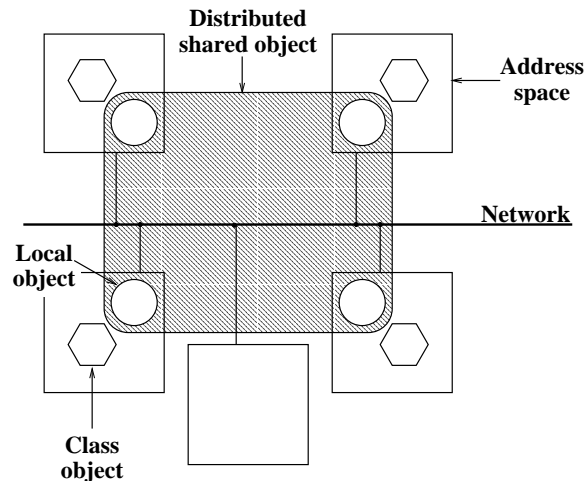 Distributed
shared object
Address
space
Network
Local
object
Class
object